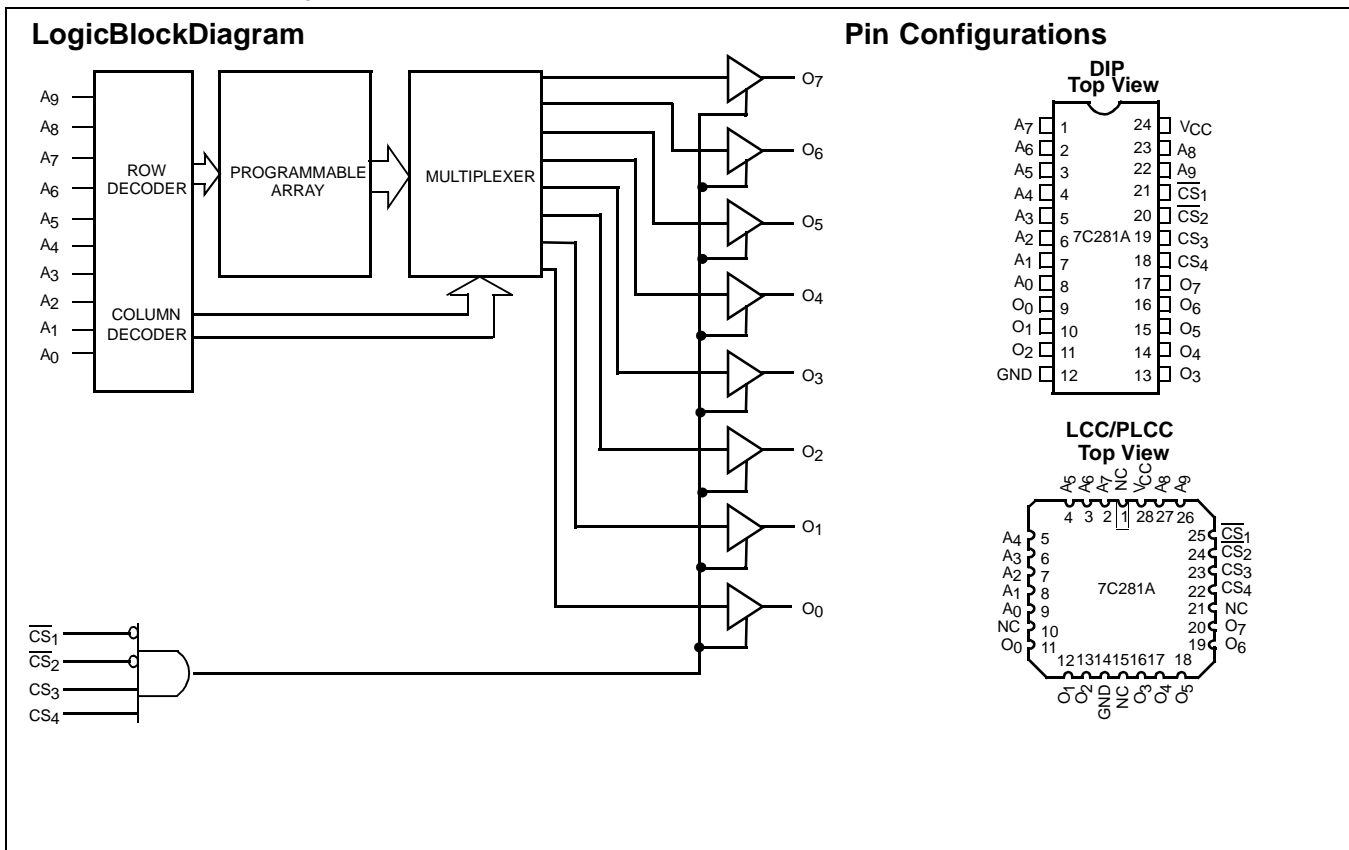 LogicBlockDiagram
A9
A8
A7
A6
A5
A4
A3
A2
A1
A0
ROW
DECODER
COLUMN
DECODER
PROGRAMMABLE
ARRAY
MULTIPLEXER
O7
O6
O5
O4
O3
O2
O1
O0
CS1
CS2
CS3
CS4
Pin Configurations
DIP
Top View
A7 1 24 VCC
A6 2 23 A8
A5 3 22 A9
A4 4 21 CS1
A3 5 20 CS2
A2 6 7C281A 19 CS3
A1 7 18 CS4
A0 8 17 O7
O0 9 16 O6
O1 10 15 O5
O2 11 14 O4
GND 12 13 O3
LCC/PLCC
Top View
A5 A6 A7 NC VCC A8 A9
4 3 2 1 28 27 26
A4 5 25 CS1
A3 6 24 CS2
A2 7 23 CS3
A1 8 7C281A 22 CS4
A0 9 21 NC
NC 10 20 O7
O0 11 19 O6
12 13 14 15 16 17 18
O1 O2 GND NC O3 O4 O5